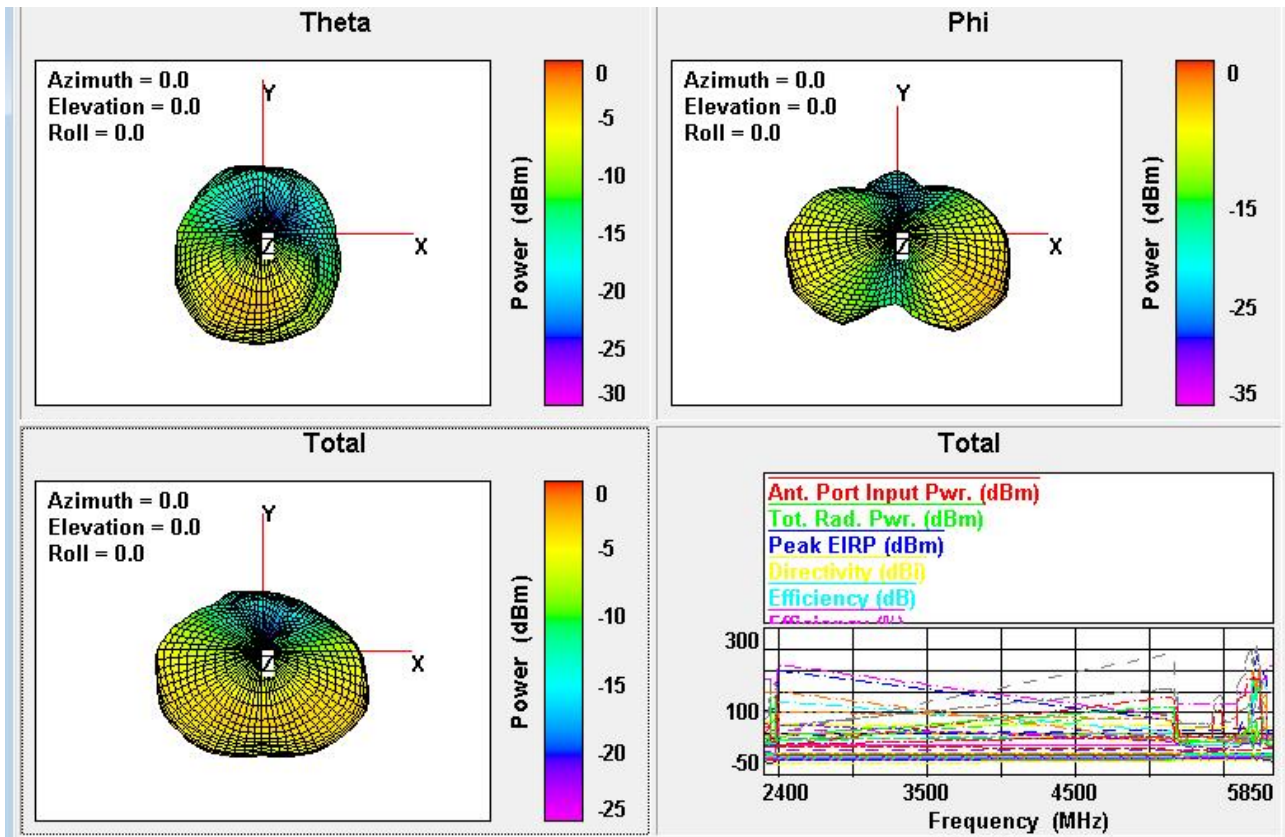 Theta
Azimuth = 0.0
Elevation = 0.0
Roll = 0.0
Y
X
Z
Power (dBm)
0
-5
-10
-15
-20
-25
-30
Phi
Azimuth = 0.0
Elevation = 0.0
Roll = 0.0
Y
X
Z
Power (dBm)
0
-15
-25
-35
Total
Azimuth = 0.0
Elevation = 0.0
Roll = 0.0
Y
X
Z
Power (dBm)
0
-5
-10
-15
-20
-25
Total
Ant. Port Input Pwr. (dBm)
Tot. Rad. Pwr. (dBm)
Peak EIRP (dBm)
Directivity (dBi)
Efficiency (dB)
Efficiency (%)
300
100
-50
2400 3500 4500 5850
Frequency (MHz)